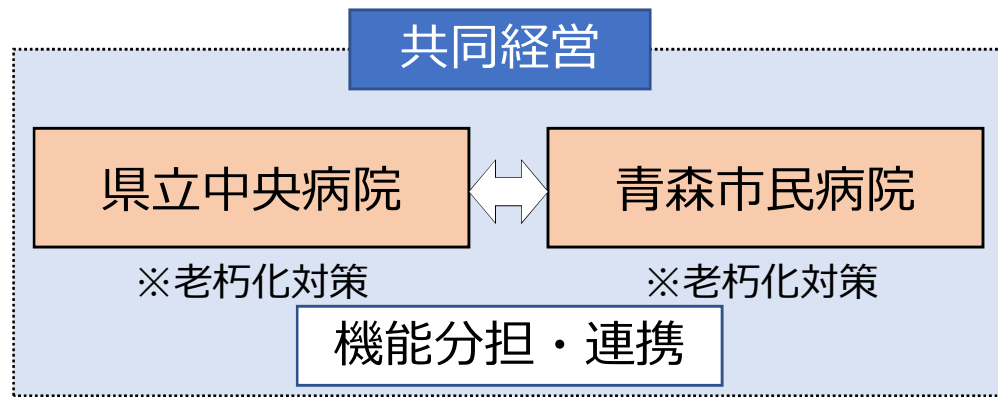 共同経営
県立中央病院
青森市民病院
※老朽化対策
※老朽化対策
機能分担・連携